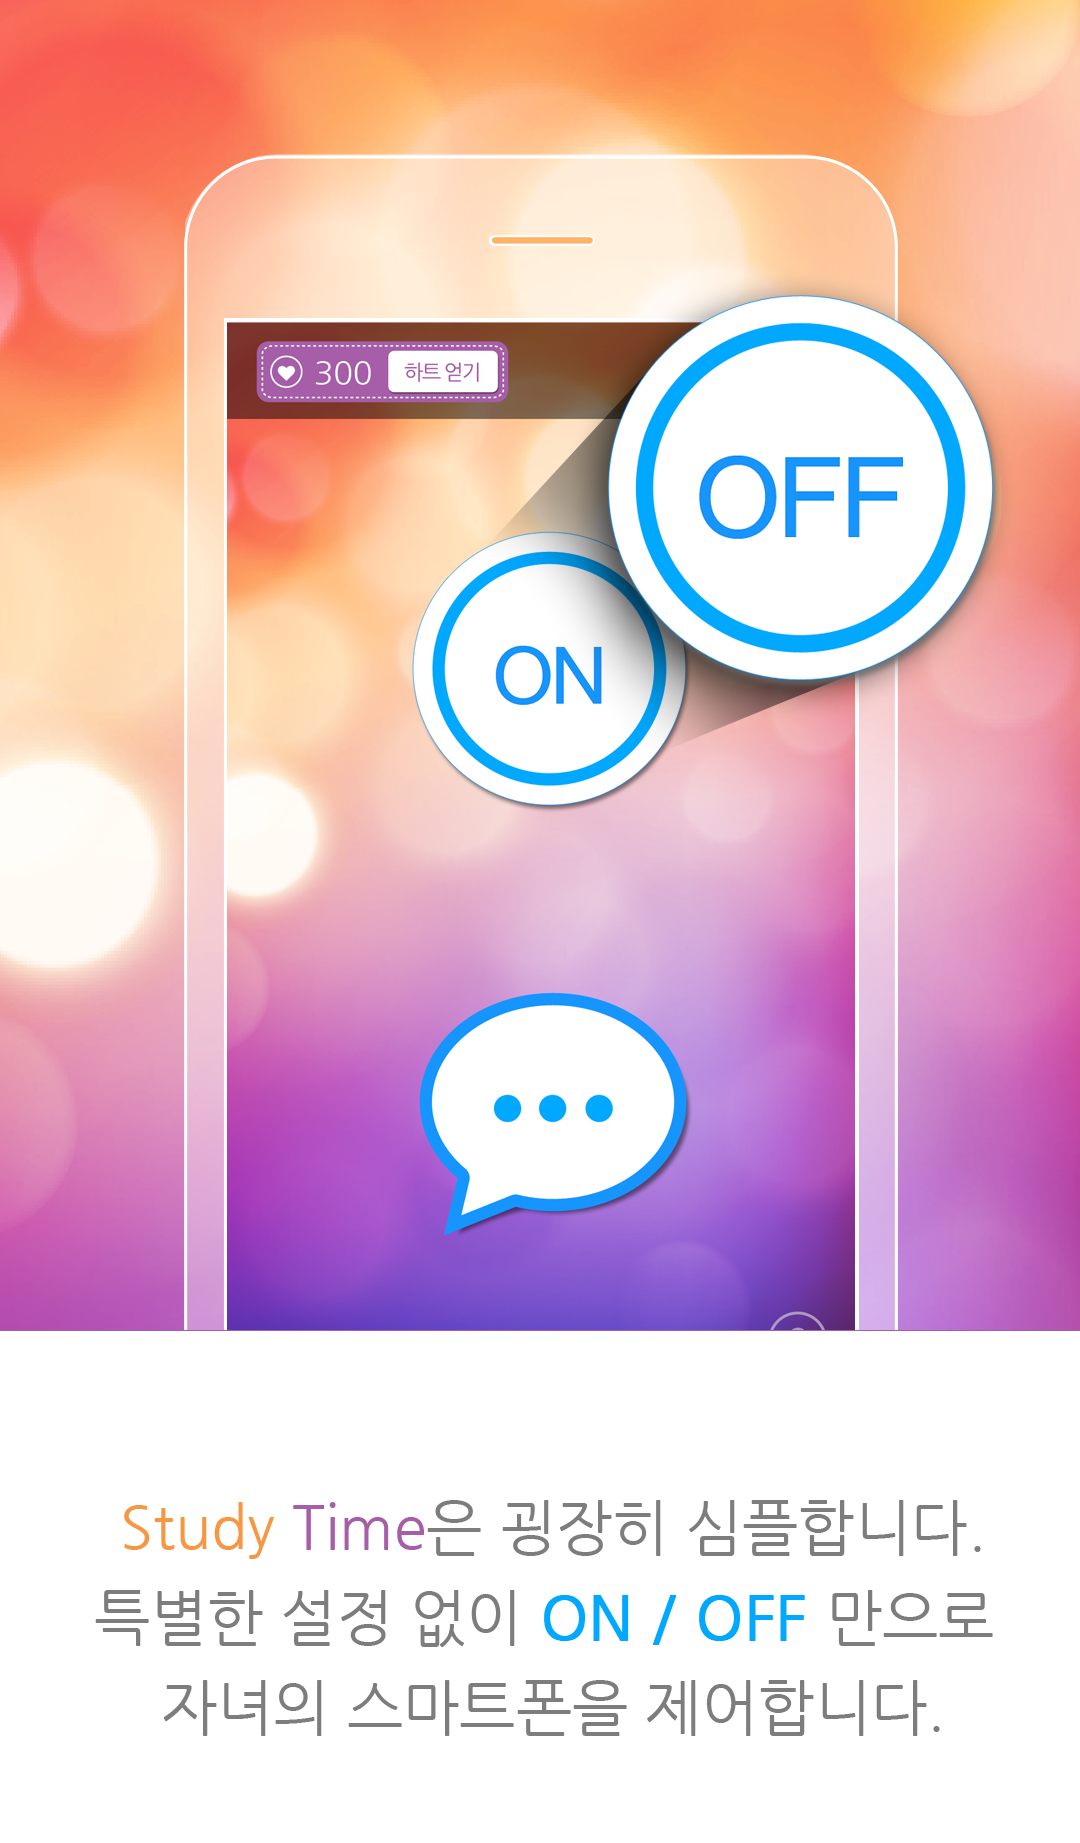 300 하트 얻기
OFF
ON
Study Time은 굉장히 심플합니다.
특별한 설정 없이 ON / OFF 만으로
자녀의 스마트폰을 제어합니다.